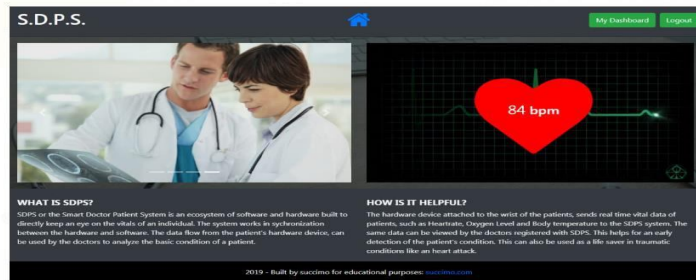 S.D.P.S.
My Dashboard
Logout
84 bpm
WHAT IS SDPS?
SDPS or the Smart Doctor Patient System is an ecosystem of software and hardware built to
directly keep an eye on the vitals of an individual. The system works in sychronization
between the hardware and software. The data flow from the patient's hardware device, can
be used by the doctors to analyze the basic condition of a patient.
HOW IS IT HELPFUL?
The hardware device attached to the wrist of the patients, sends real time vital data of
patients, such as Heartrate, Oxygen Level and Body temperature to the SDPS system. The
same data can be viewed by the doctors registered with SDPS. This helps for an early
detection of the patient's condition. This can also be used as a life saver in traumatic
conditions like an heart attack.
2019 - Built by succimo for educational purposes: succimo.com